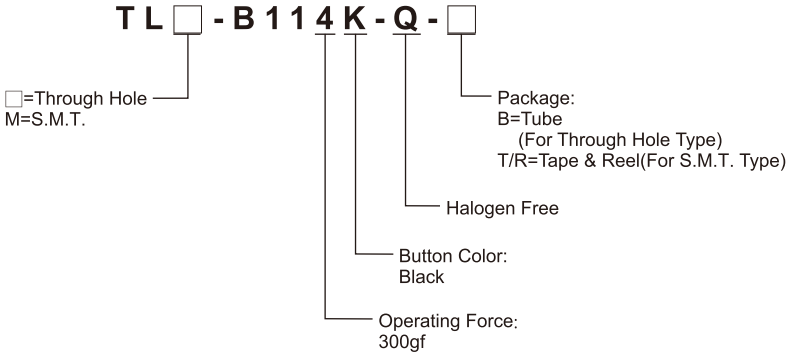 TL□-B114K-Q-□
□=Through Hole
M=S.M.T.
Package:
B=Tube
(For Through Hole Type)
T/R=Tape & Reel(For S.M.T. Type)
Halogen Free
Button Color:
Black
Operating Force:
300gf